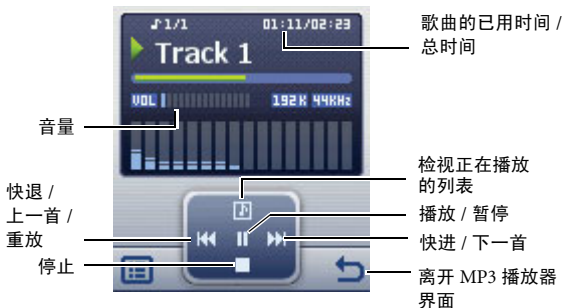 ♪1/1
01:11/02:23
歌曲的已用时间 /
总时间
Track 1
VOL
192K 44KHz
音量
检视正在播放
的列表
快退 /
上一首 /
重放
播放 / 暂停
快进 / 下一首
停止
离开 MP3 播放器
界面